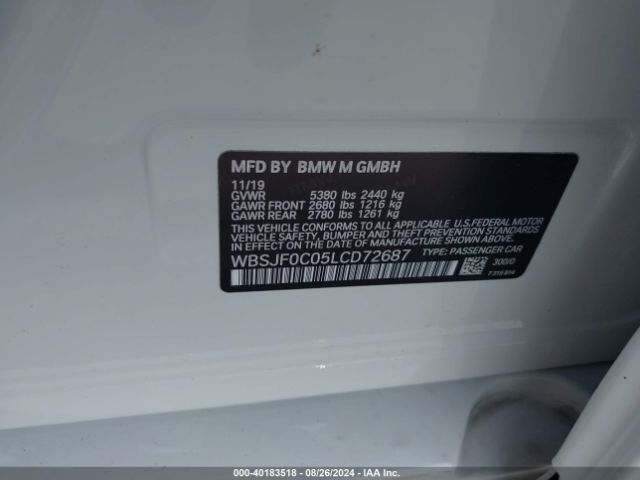 MFD BY BMW M GMBH
11/19
GVWR 5380 lbs 2440 kg
GAWR FRONT 2680 lbs 1216 kg
GAWR REAR 2780 lbs 1261 kg
THIS VEHICLE CONFORMS TO ALL APPLICABLE U.S.FEDERAL MOTOR
VEHICLE SAFETY, BUMPER, AND THEFT PREVENTION STANDARDS
IN EFFECT ON THE DATE OF MANUFACTURE SHOWN ABOVE.
WBSJF0C05LCD72687 TYPE: PASSENGER CAR
300/0
7 315 814
000-40183518 - 08/26/2024 - IAA Inc.